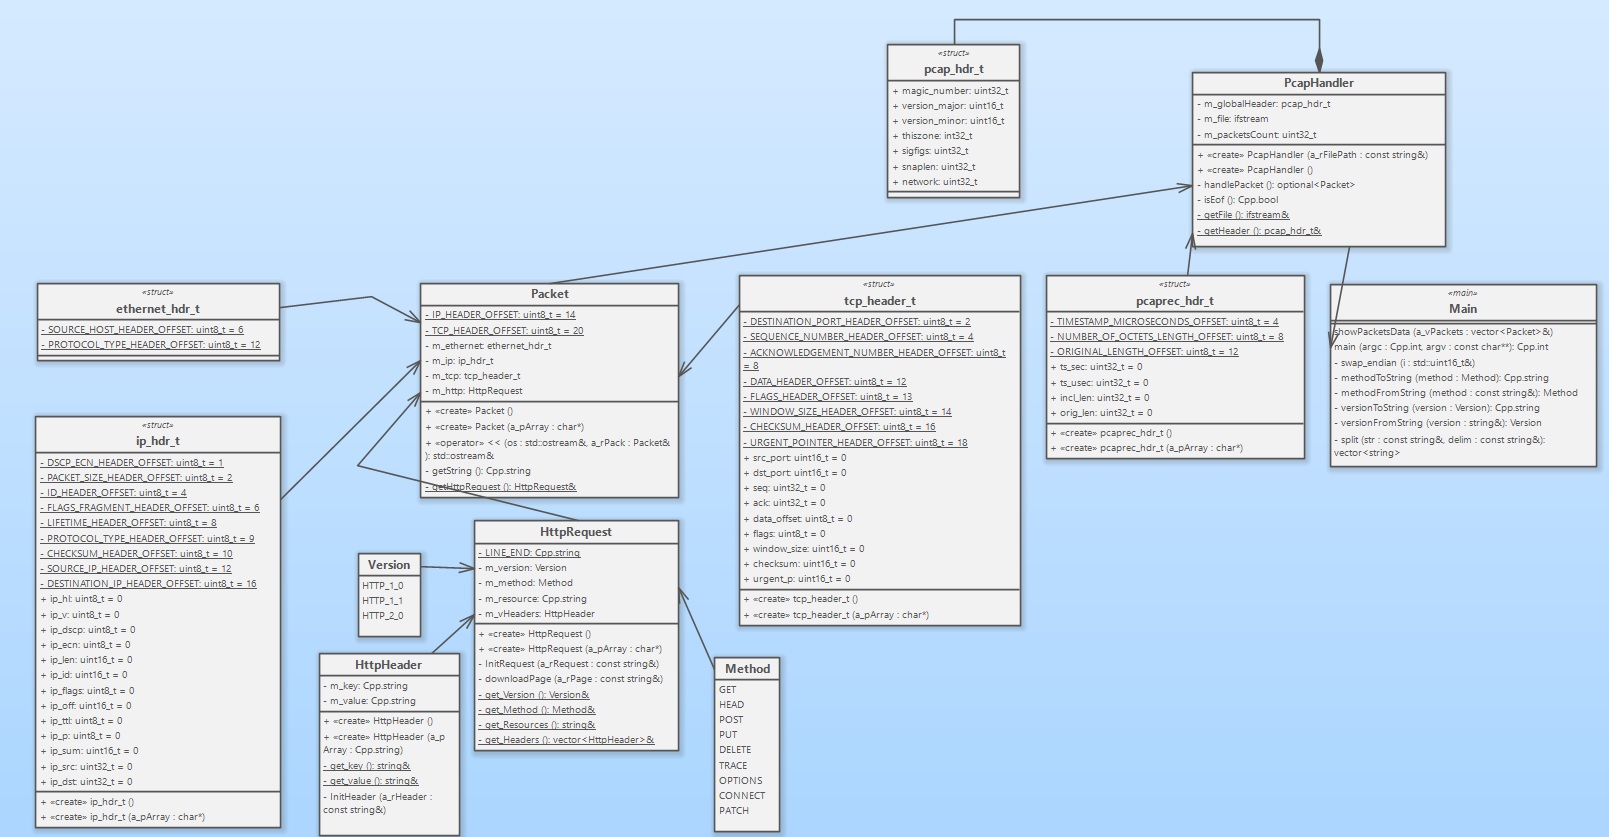 «struct»
pcap_hdr_t
+ magic_number: uint32_t
+ version_major: uint16_t
+ version_minor: uint16_t
+ thiszone: int32_t
+ sigfigs: uint32_t
+ snaplen: uint32_t
+ network: uint32_t
PcapHandler
- m_globalHeader: pcap_hdr_t
- m_file: ifstream
- m_packetsCount: uint32_t
+ «create» PcapHandler (a_rFilePath : const string&)
+ «create» PcapHandler ()
- handlePacket (): optional<Packet>
- isEof (): Cpp.bool
- getFile (): ifstream&
- getHeader (): pcap_hdr_t&
«struct»
ethernet_hdr_t
- SOURCE_HOST_HEADER_OFFSET: uint8_t = 6
- PROTOCOL_TYPE_HEADER_OFFSET: uint8_t = 12
Packet
- IP_HEADER_OFFSET: uint8_t = 14
- TCP_HEADER_OFFSET: uint8_t = 20
- m_ethernet: ethernet_hdr_t
- m_ip: ip_hdr_t
- m_tcp: tcp_header_t
- m_http: HttpRequest
+ «create» Packet ()
+ «create» Packet (a_pArray : char*)
+ «operator» << (os : std::ostream&, a_rPack : Packet&
): std::ostream&
- getString (): Cpp.string
- getHttpRequest (): HttpRequest&
«struct»
tcp_header_t
- DESTINATION_PORT_HEADER_OFFSET: uint8_t = 2
- SEQUENCE_NUMBER_HEADER_OFFSET: uint8_t = 4
- ACKNOWLEDGEMENT_NUMBER_HEADER_OFFSET: uint8_t
= 8
- DATA_HEADER_OFFSET: uint8_t = 12
- FLAGS_HEADER_OFFSET: uint8_t = 13
- WINDOW_SIZE_HEADER_OFFSET: uint8_t = 14
- CHECKSUM_HEADER_OFFSET: uint8_t = 16
- URGENT_POINTER_HEADER_OFFSET: uint8_t = 18
+ src_port: uint16_t = 0
+ dst_port: uint16_t = 0
+ seq: uint32_t = 0
+ ack: uint32_t = 0
+ data_offset: uint8_t = 0
+ flags: uint8_t = 0
+ window_size: uint16_t = 0
+ checksum: uint16_t = 0
+ urgent_p: uint16_t = 0
+ «create» tcp_header_t ()
+ «create» tcp_header_t (a_pArray : char*)
«struct»
pcaprec_hdr_t
- TIMESTAMP_MICROSECONDS_OFFSET: uint8_t = 4
- NUMBER_OF_OCTETS_LENGTH_OFFSET: uint8_t = 8
- ORIGINAL_LENGTH_OFFSET: uint8_t = 12
+ ts_sec: uint32_t = 0
+ ts_usec: uint32_t = 0
+ incl_len: uint32_t = 0
+ orig_len: uint32_t = 0
+ «create» pcaprec_hdr_t ()
+ «create» pcaprec_hdr_t (a_pArray : char*)
«main»
Main
showPacketsData (a_vPackets : vector<Packet>&)
main (argc : Cpp.int, argv : const char**): Cpp.int
- swap_endian (i : std::uint16_t&)
- methodToString (method : Method): Cpp.string
- methodFromString (method : const string&): Method
- versionToString (version : Version): Cpp.string
- versionFromString (version : string&): Version
- split (str : const string&, delim : const string&):
vector<string>
«struct»
ip_hdr_t
- DSCP_ECN_HEADER_OFFSET: uint8_t = 1
- PACKET_SIZE_HEADER_OFFSET: uint8_t = 2
- ID_HEADER_OFFSET: uint8_t = 4
- FLAGS_FRAGMENT_HEADER_OFFSET: uint8_t = 6
- LIFETIME_HEADER_OFFSET: uint8_t = 8
- PROTOCOL_TYPE_HEADER_OFFSET: uint8_t = 9
- CHECKSUM_HEADER_OFFSET: uint8_t = 10
- SOURCE_IP_HEADER_OFFSET: uint8_t = 12
- DESTINATION_IP_HEADER_OFFSET: uint8_t = 16
+ ip_hl: uint8_t = 0
+ ip_v: uint8_t = 0
+ ip_dscp: uint8_t = 0
+ ip_ecn: uint8_t = 0
+ ip_len: uint16_t = 0
+ ip_id: uint16_t = 0
+ ip_flags: uint8_t = 0
+ ip_off: uint16_t = 0
+ ip_ttl: uint8_t = 0
+ ip_p: uint8_t = 0
+ ip_sum: uint16_t = 0
+ ip_src: uint32_t = 0
+ ip_dst: uint32_t = 0
+ «create» ip_hdr_t ()
+ «create» ip_hdr_t (a_pArray : char*)
Version
HTTP_1_0
HTTP_1_1
HTTP_2_0
HttpRequest
- LINE_END: Cpp.string
- m_version: Version
- m_method: Method
- m_resource: Cpp.string
- m_vHeaders: HttpHeader
+ «create» HttpRequest ()
+ «create» HttpRequest (a_pArray : char*)
- InitRequest (a_rRequest : const string&)
- downloadPage (a_rPage : const string&)
- get_Version (): Version&
- get_Method (): Method&
- get_Resources (): string&
- get_Headers (): vector<HttpHeader>&
HttpHeader
- m_key: Cpp.string
- m_value: Cpp.string
+ «create» HttpHeader ()
+ «create» HttpHeader (a_p
Array : Cpp.string)
- get_key (): string&
- get_value (): string&
- InitHeader (a_rHeader :
const string&)
Method
GET
HEAD
POST
PUT
DELETE
TRACE
OPTIONS
CONNECT
PATCH